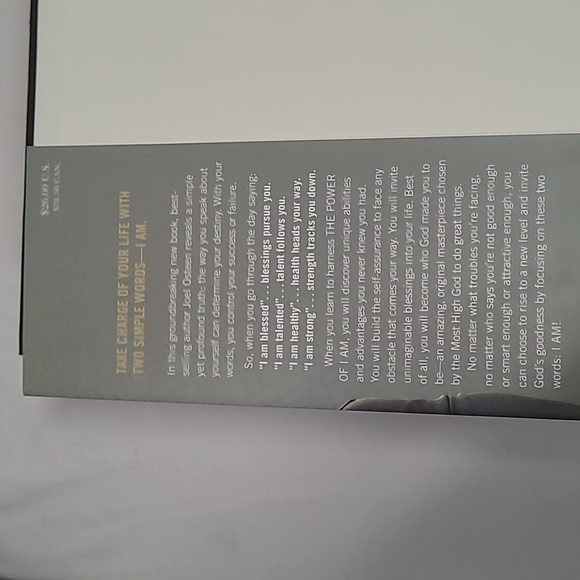 $26.00 U.S.
$31.50 CAN.
TAKE CHARGE OF YOUR LIFE WITH
TWO SIMPLE WORDS—I AM.
In this groundbreaking new book, best-
selling author Joel Osteen reveals a simple
yet profound truth: the way you speak about
yourself can determine your destiny. With your
words, you control your success or failure.
So, when you go through the day saying:
"I am blessed" . . . blessings pursue you.
"I am talented" . . . talent follows you.
"I am healthy" . . . health heads your way.
"I am strong" . . . strength tracks you down.
When you learn to harness THE POWER
OF I AM, you will discover unique abilities
and advantages you never knew you had.
You will build the self-assurance to face any
obstacle that comes your way. You will invite
unimaginable blessings into your life. Best
of all, you will become who God made you to
be—an amazing, original masterpiece chosen
by the Most High God to do great things.
No matter what troubles you're facing,
no matter who says you're not good enough
or smart enough or attractive enough, you
can choose to rise to a new level and invite
God's goodness by focusing on these two
words: I AM!